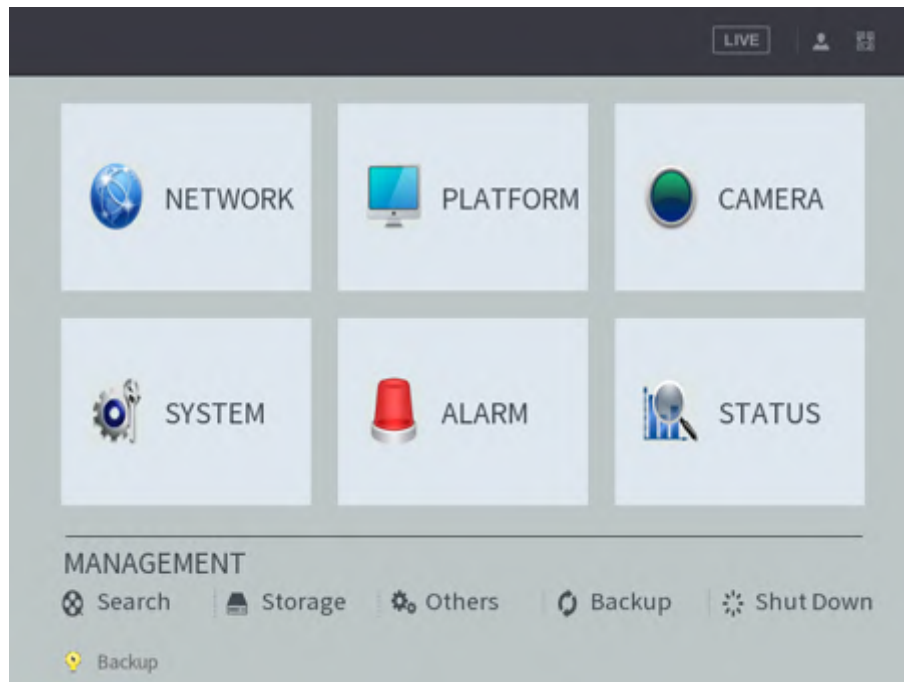 LIVE
NETWORK PLATFORM CAMERA
SYSTEM ALARM STATUS
MANAGEMENT
Search Storage Others Backup Shut Down
Backup